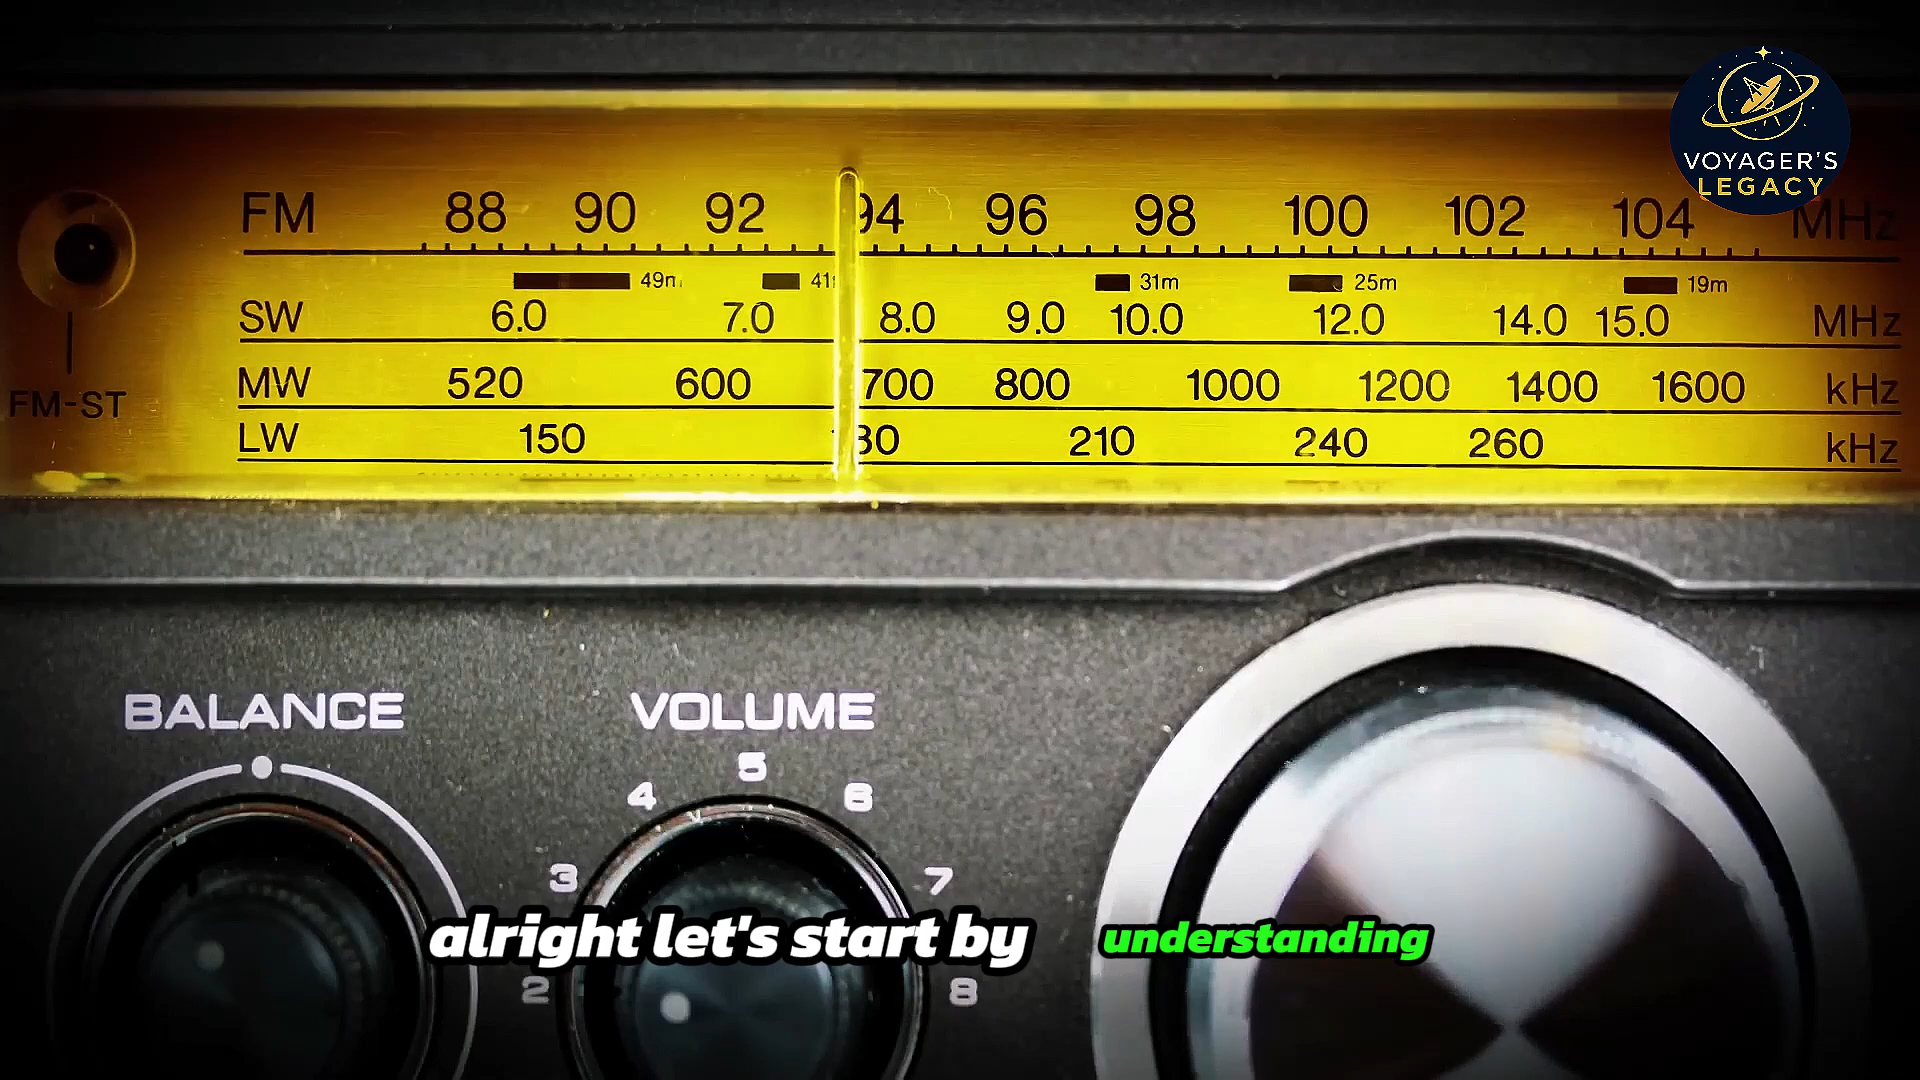 VOYAGER'S
LEGACY
FM 88 90 92 94 96 98 100 102 104 MHz
49m 31m 25m 19m
SW 6.0 7.0 8.0 9.0 10.0 12.0 14.0 15.0 MHz
MW 520 600 700 800 1000 1200 1400 1600 kHz
FM-ST
LW 150 210 240 260 kHz
BALANCE VOLUME
5
4 6
3 7
alright let's start by understanding
2 8